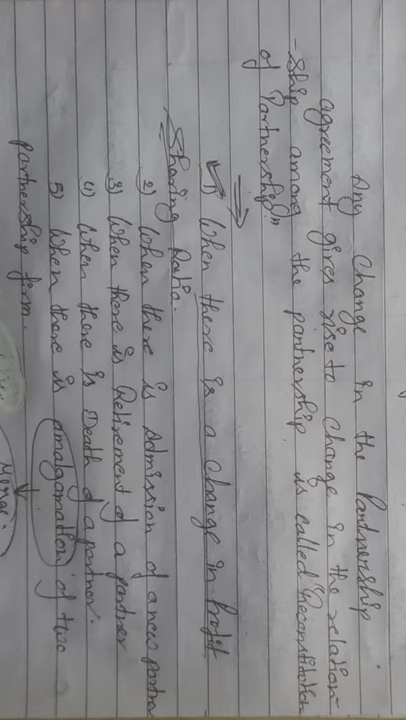 Any change in the Partnership
agreement gives rise to change in the relation-
-ship among the partnership is called "Reconstitution
of Partnership"
1) When there is a change in Profit
Sharing Ratio.
2) When there is Admission of a new partner
3) When there is Retirement of a partner
4) When there is Death of a partner.
5) When there is amalgamation of two
partnership firm.
Merge.